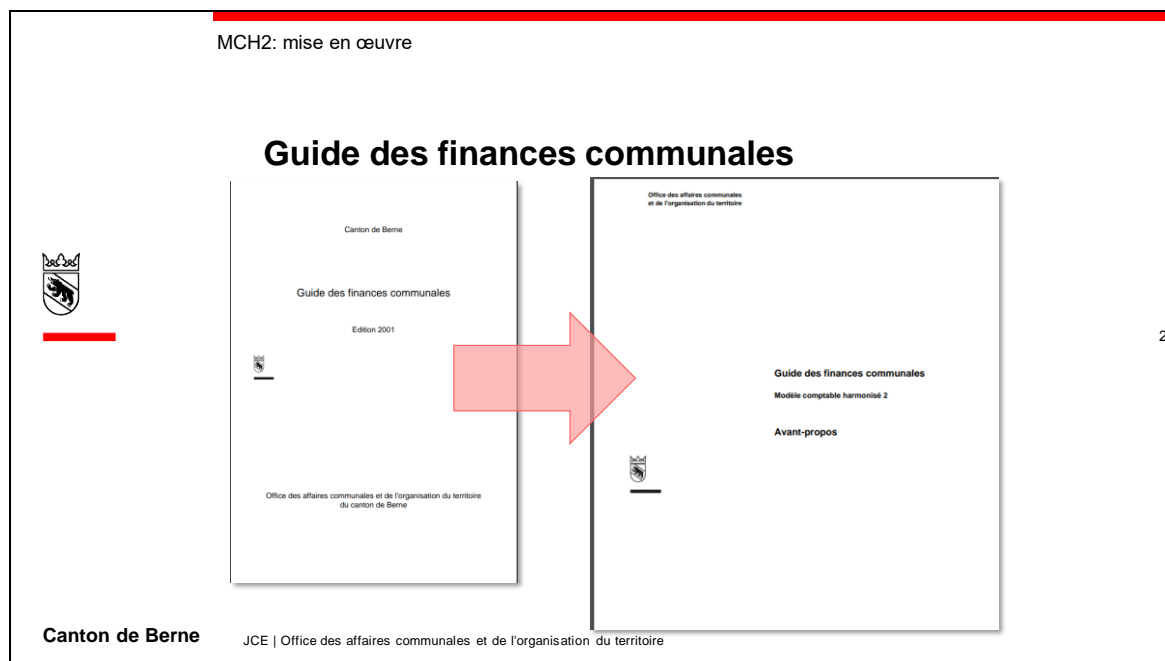 MCH2: mise en œuvre
Guide des finances communales
Canton de Berne
Guide des finances communales
Edition 2001
Office des affaires communales et de l'organisation du territoire
du canton de Berne
Office des affaires communales
et de l'organisation du territoire
Guide des finances communales
Modèle comptable harmonisé 2
Avant-propos
2
Canton de Berne
JCE | Office des affaires communales et de l'organisation du territoire